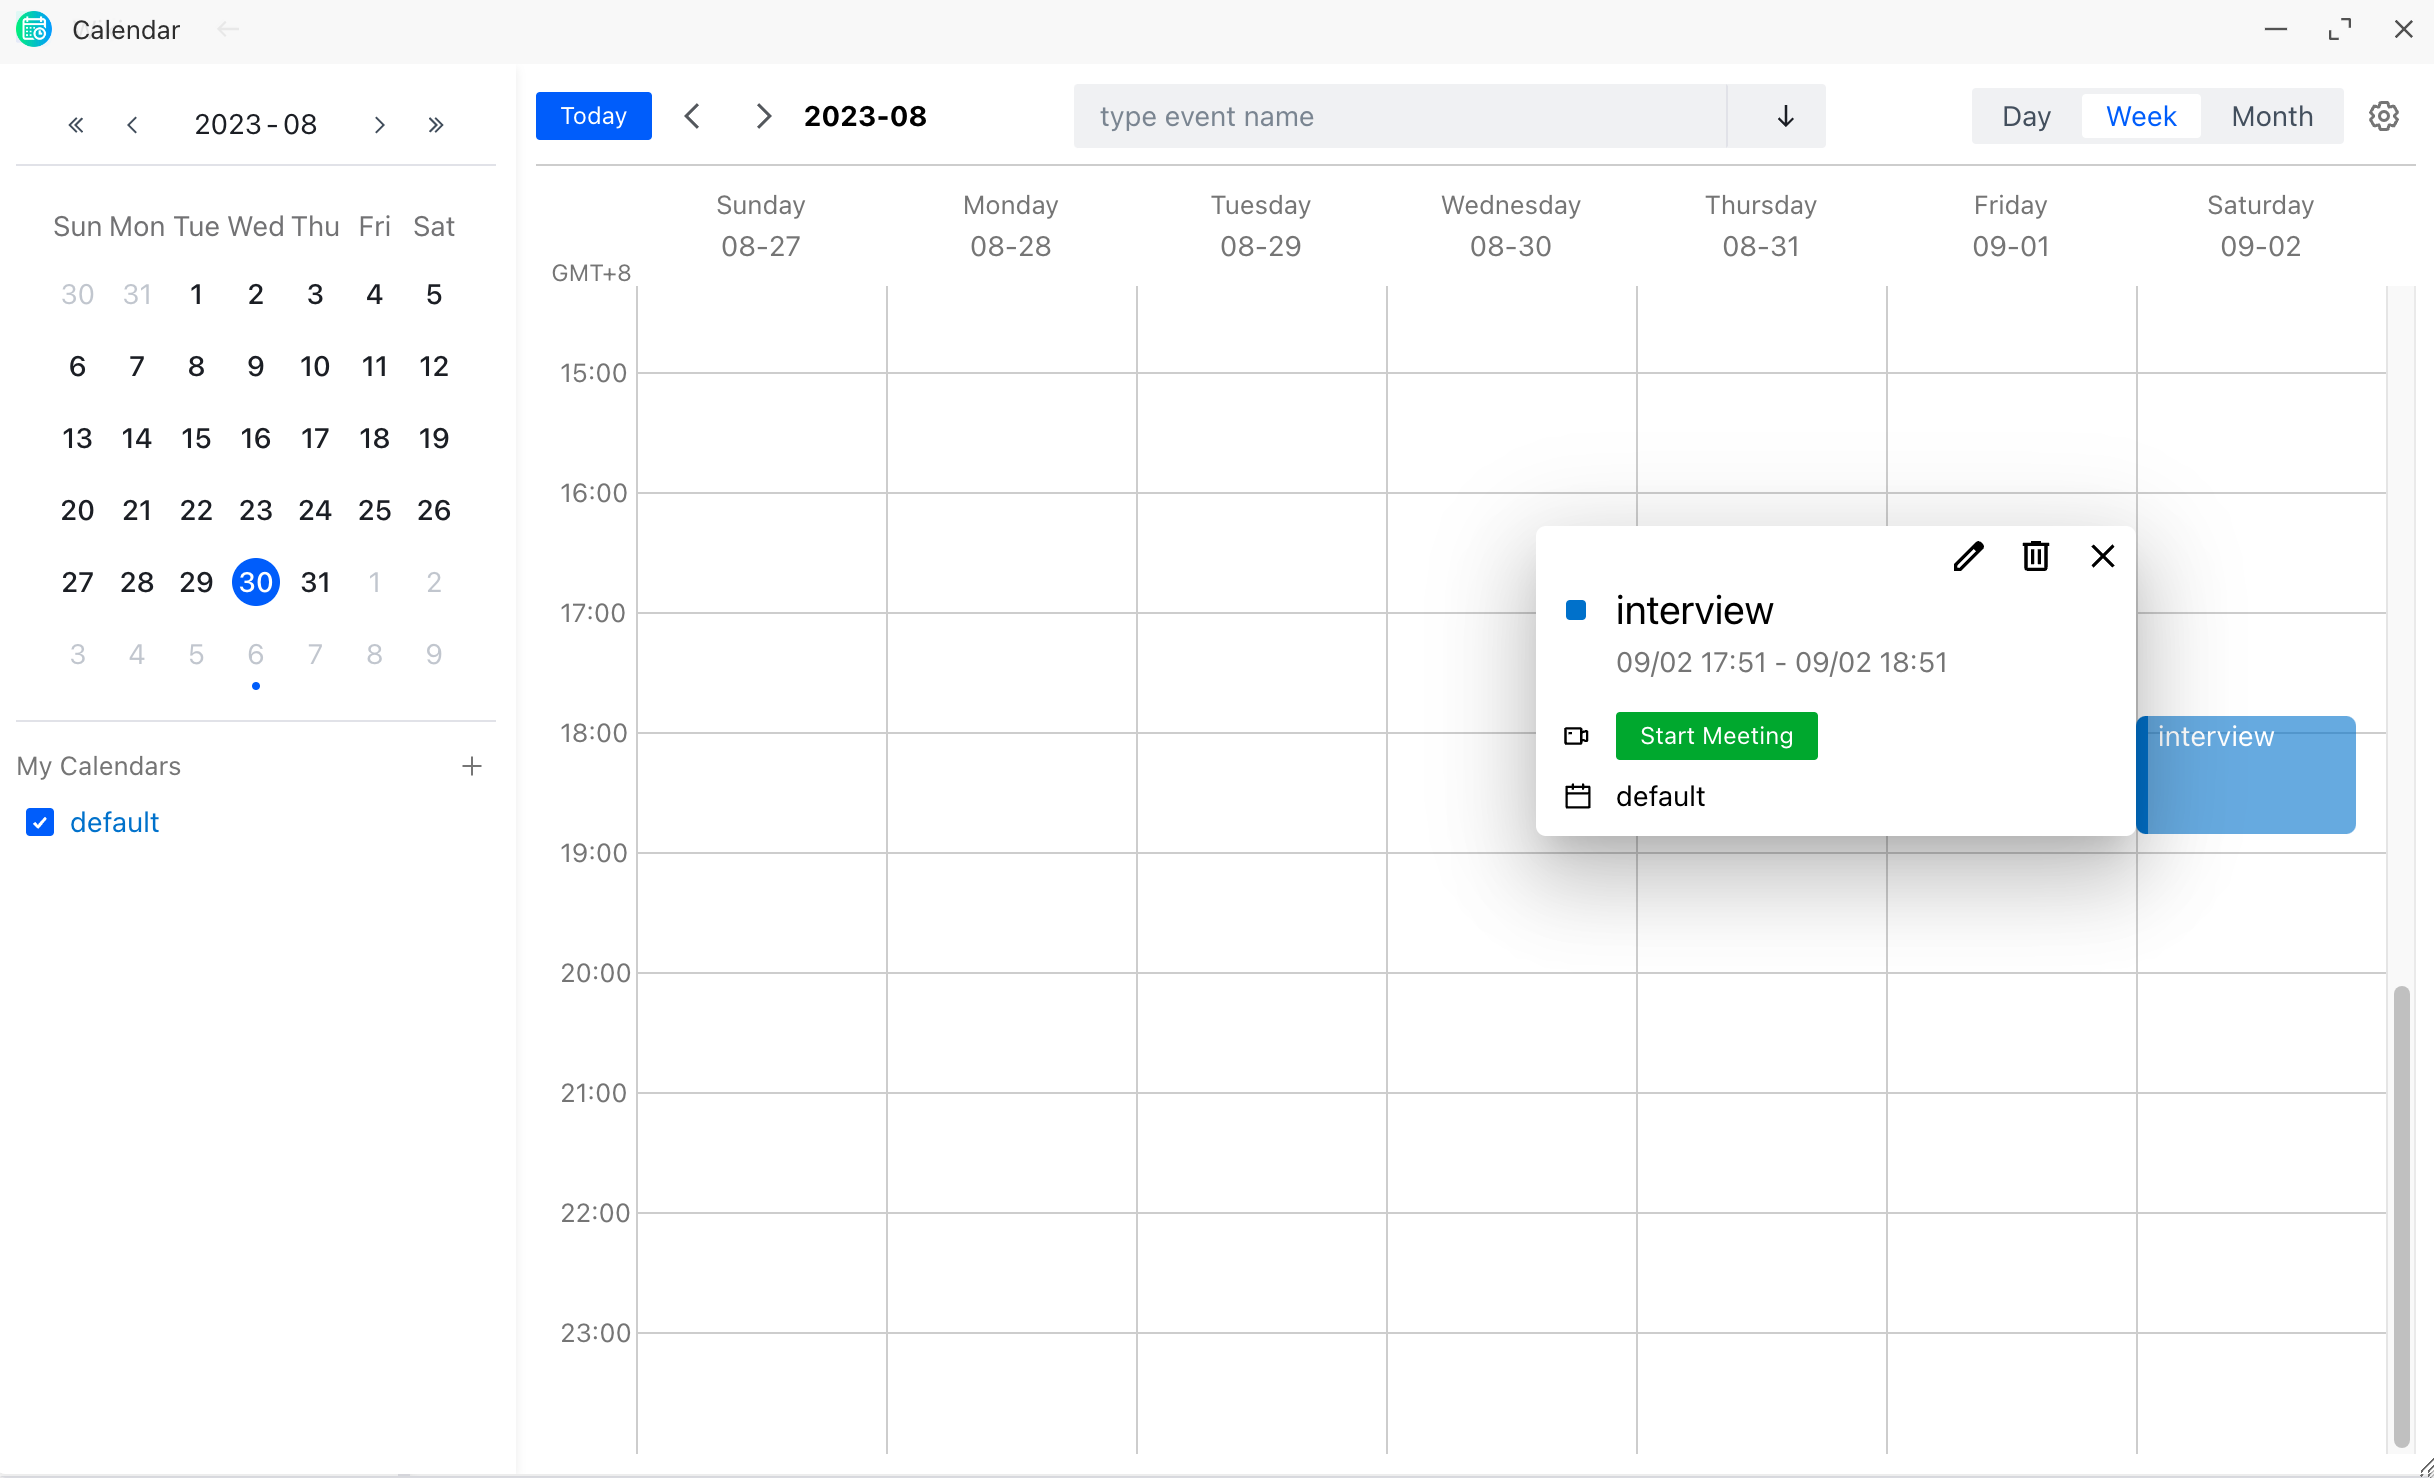 Calendar
2023-08
Sun Mon Tue Wed Thu Fri Sat
30 31 1 2 3 4 5
6 7 8 9 10 11 12
13 14 15 16 17 18 19
20 21 22 23 24 25 26
27 28 29 30 31 1 2
3 4 5 6 7 8 9
My Calendars
default
Today 2023-08 type event name Day Week Month
Sunday Monday Tuesday Wednesday Thursday Friday Saturday
08-27 08-28 08-29 08-30 08-31 09-01 09-02
GMT+8
15:00
16:00
17:00
18:00
19:00
20:00
21:00
22:00
23:00
interview
09/02 17:51 - 09/02 18:51
Start Meeting
default
interview